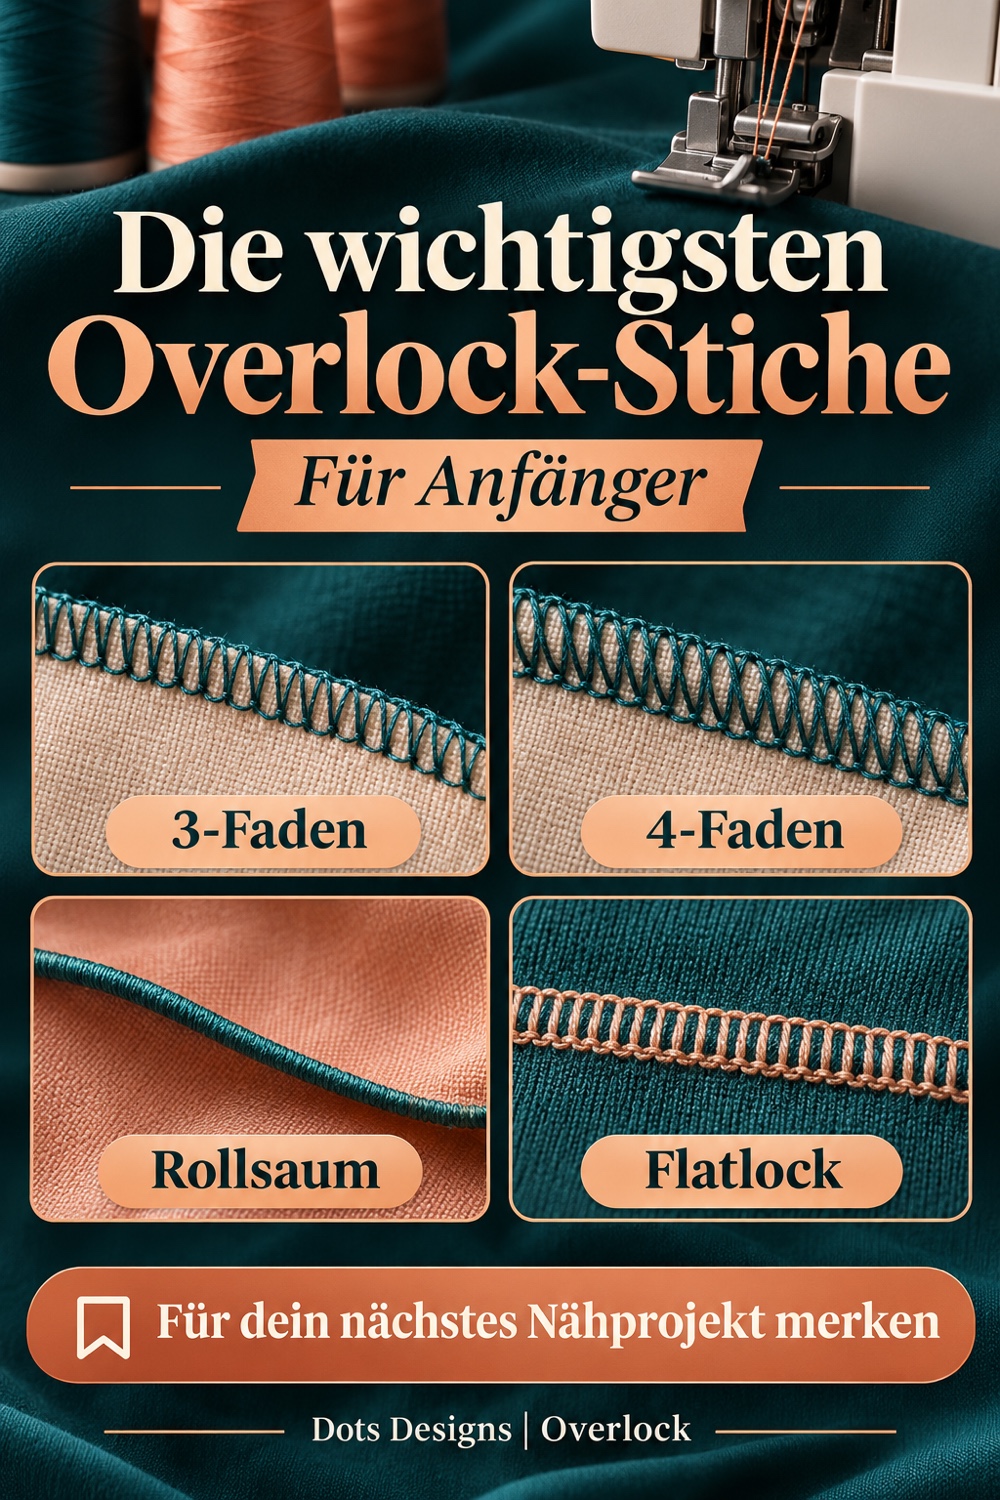 Die wichtigsten
Overlock-Stiche
Für Anfänger
3-Faden
4-Faden
Rollsaum
Flatlock
Für dein nächstes Nähprojekt merken
Dots Designs | Overlock